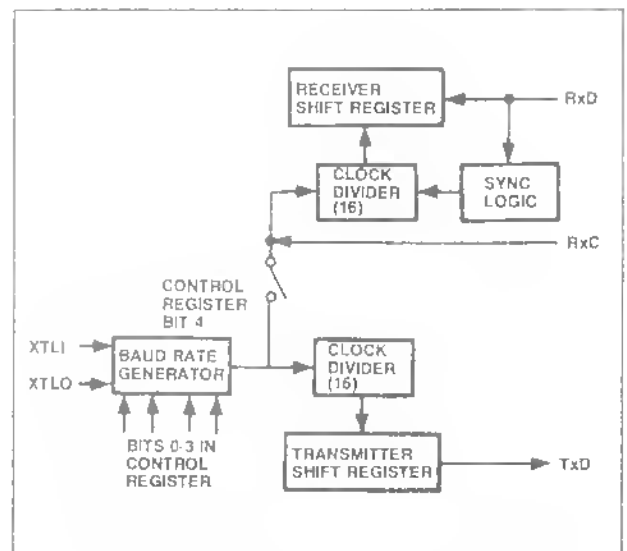 RECEIVER
SHIFT REGISTER
RxD
CLOCK
DIVIDER
(16)
SYNC
LOGIC
RxC
CONTROL
REGISTER
BIT 4
XTLI
XTLO
BAUD RATE
GENERATOR
CLOCK
DIVIDER
(16)
BITS 0-3 IN
CONTROL
REGISTER
TRANSMITTER
SHIFT REGISTER
TxD